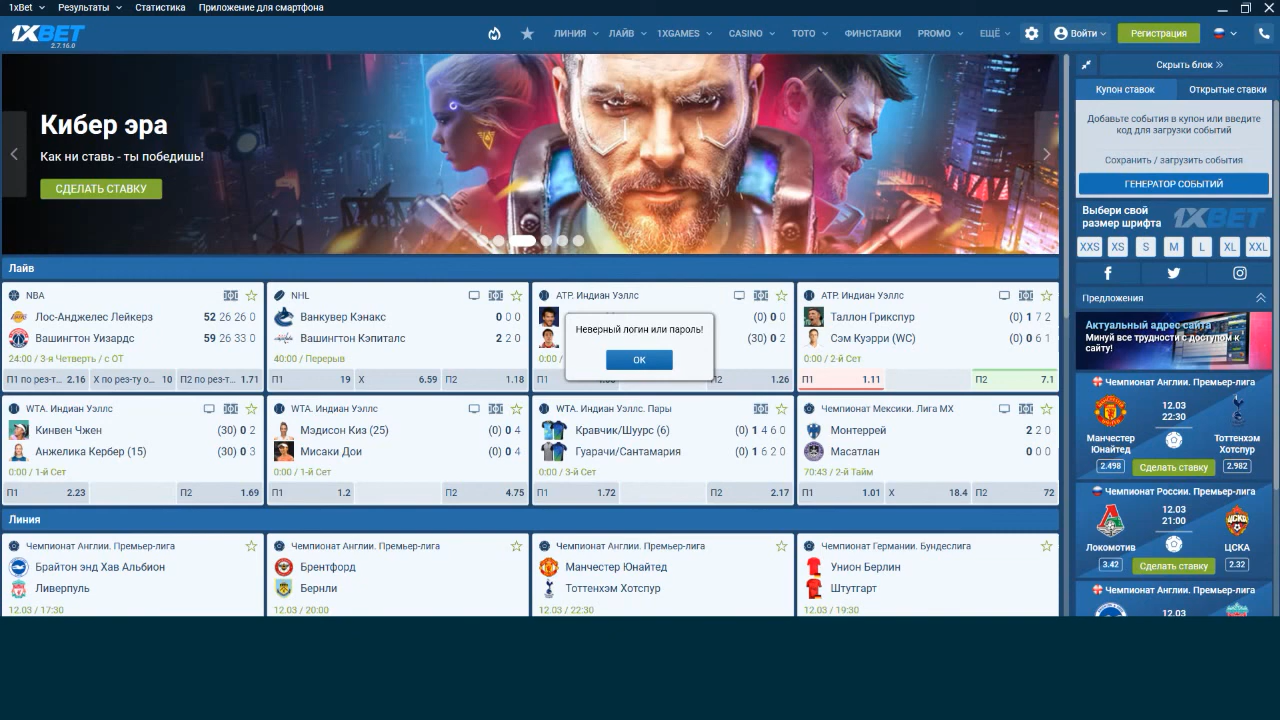 1xBet Результаты Статистика Приложение для смартфона
1XBET
2.7.16.0
ЛИНИЯ ЛАЙВ 1XGAMES CASINO ТОТО ФИНСТАВКИ PROMO ЕЩЁ Войти Регистрация
Кибер эра
Как ни ставь - ты победишь!
СДЕЛАТЬ СТАВКУ
Лайв
NBA
Лос-Анджелес Лейкерз 52 26 26 0
Вашингтон Уизардс 59 26 33 0
24:00 / 3-я Четверть / с ОТ
П1 по рез-т... 2.16 X по рез-ту о... 10 П2 по рез-т... 1.71
NHL
Ванкувер Кэнакс 0 0 0
Вашингтон Кэпиталс 2 2 0
40:00 / Перерыв
П1 19 X 6.59 П2 1.18
ATP. Индиан Уэллс
(0) 0 0
(30) 0 2
0:00 /
П2 1.26
Неверный логин или пароль!
ОК
ATP. Индиан Уэллс
Таллон Грикспур (0) 1 7 2
Сэм Куэрри (WC) (0) 0 6 1
0:00 / 2-й Сет
П1 1.11 П2 7.1
WTA. Индиан Уэллс
Кинвен Чжен (30) 0 2
Анжелика Кербер (15) (30) 0 3
0:00 / 1-й Сет
П1 2.23 П2 1.69
WTA. Индиан Уэллс
Мэдисон Киз (25) (0) 0 4
Мисаки Дои (0) 0 4
0:00 / 1-й Сет
П1 1.2 П2 4.75
WTA. Индиан Уэллс. Пары
Кравчик/Шуурс (6) (0) 1 4 6 0
Гуарачи/Сантамария (0) 1 6 2 0
0:00 / 3-й Сет
П1 1.72 П2 2.17
Чемпионат Мексики. Лига MX
Монтеррей 2 2 0
Масатлан 0 0 0
70:43 / 2-й Тайм
П1 1.01 X 18.4 П2 72
Линия
Чемпионат Англии. Премьер-лига
Брайтон энд Хав Альбион
Ливерпуль
12.03 / 17:30
Чемпионат Англии. Премьер-лига
Брентфорд
Бернли
12.03 / 20:00
Чемпионат Англии. Премьер-лига
Манчестер Юнайтед
Тоттенхэм Хотспур
12.03 / 22:30
Чемпионат Германии. Бундеслига
Унион Берлин
Штутгарт
12.03 / 19:30
Скрыть блок
Купон ставок Открытые ставки
Добавьте события в купон или введите
код для загрузки событий
Сохранить / загрузить события
ГЕНЕРАТОР СОБЫТИЙ
Выбери свой
размер шрифта
1XBET
XXS XS S M L XL XXL
Предложения
Актуальный адрес сайта
Минуй все трудности с доступом к
сайту!
Чемпионат Англии. Премьер-лига
12.03
22:30
Манчестер
Юнайтед
Тоттенхэм
Хотспур
2.498 Сделать ставку 2.982
Чемпионат России. Премьер-лига
12.03
21:00
Локомотив ЦСКА
3.42 Сделать ставку 2.32
Чемпионат Англии. Премьер-лига
12.03